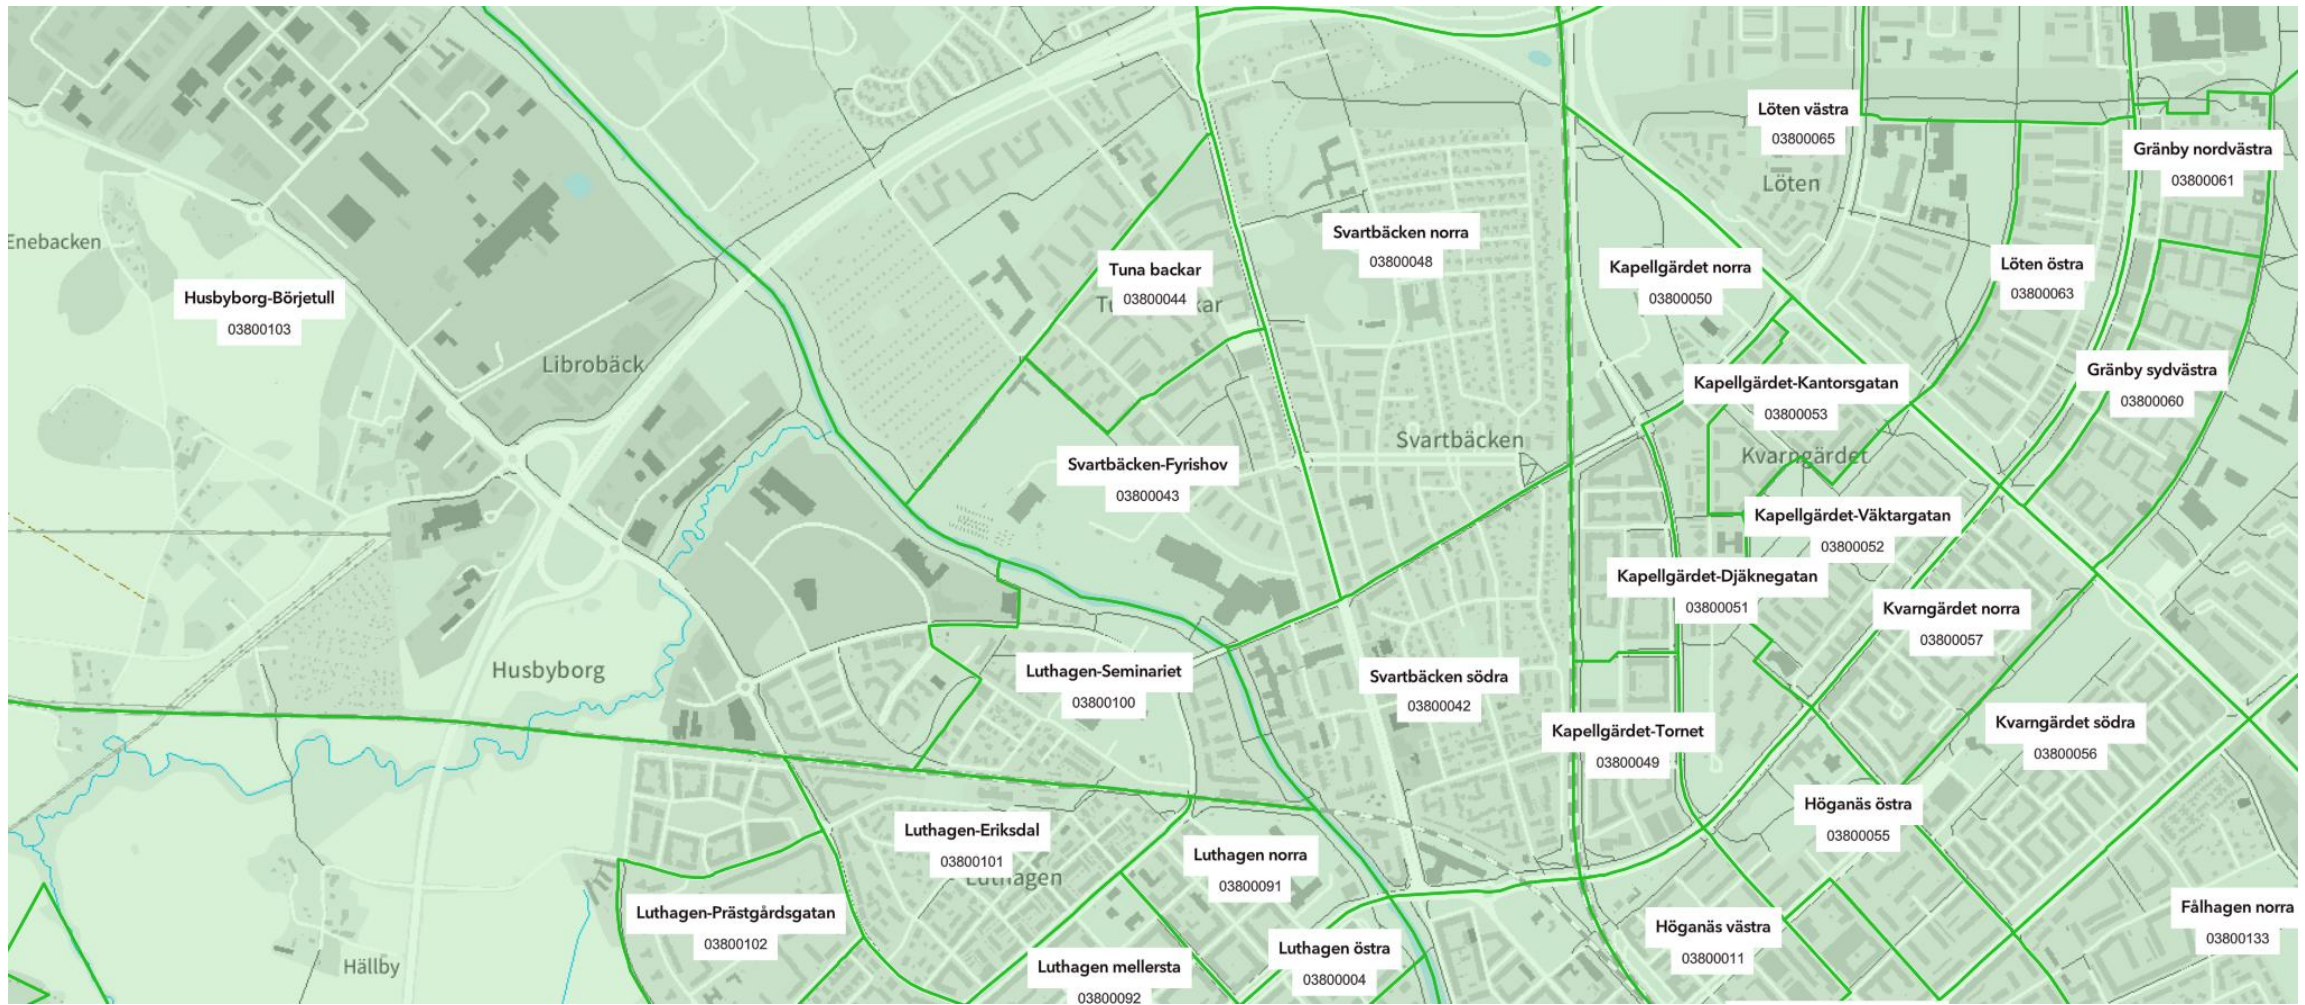 Löten västra
03800065
Löten
Gränby nordvästra
03800061
Enebacken
Svartbäcken norra
03800048
Tuna backar
03800044
Kapellgärdet norra
03800050
Löten östra
03800063
Husbyborg-Börjetull
03800103
Librobäck
Gränby sydvästra
03800060
Kapellgärdet-Kantorsgatan
03800053
Svartbäcken
Kvarngärdet
Svartbäcken-Fyrishov
03800043
Kapellgärdet-Väktargatan
03800052
Kapellgärdet-Djäknegatan
03800051
Kvarngärdet norra
03800057
Husbyborg
Luthagen-Seminariet
03800100
Svartbäcken södra
03800042
Kvarngärdet södra
03800056
Kapellgärdet-Tornet
03800049
Höganäs östra
03800055
Luthagen-Eriksdal
03800101
Luthagen
Luthagen norra
03800091
Luthagen-Prästgårdsgatan
03800102
Fålhagen norra
03800133
Höganäs västra
03800011
Luthagen östra
03800004
Hällby
Luthagen mellersta
03800092